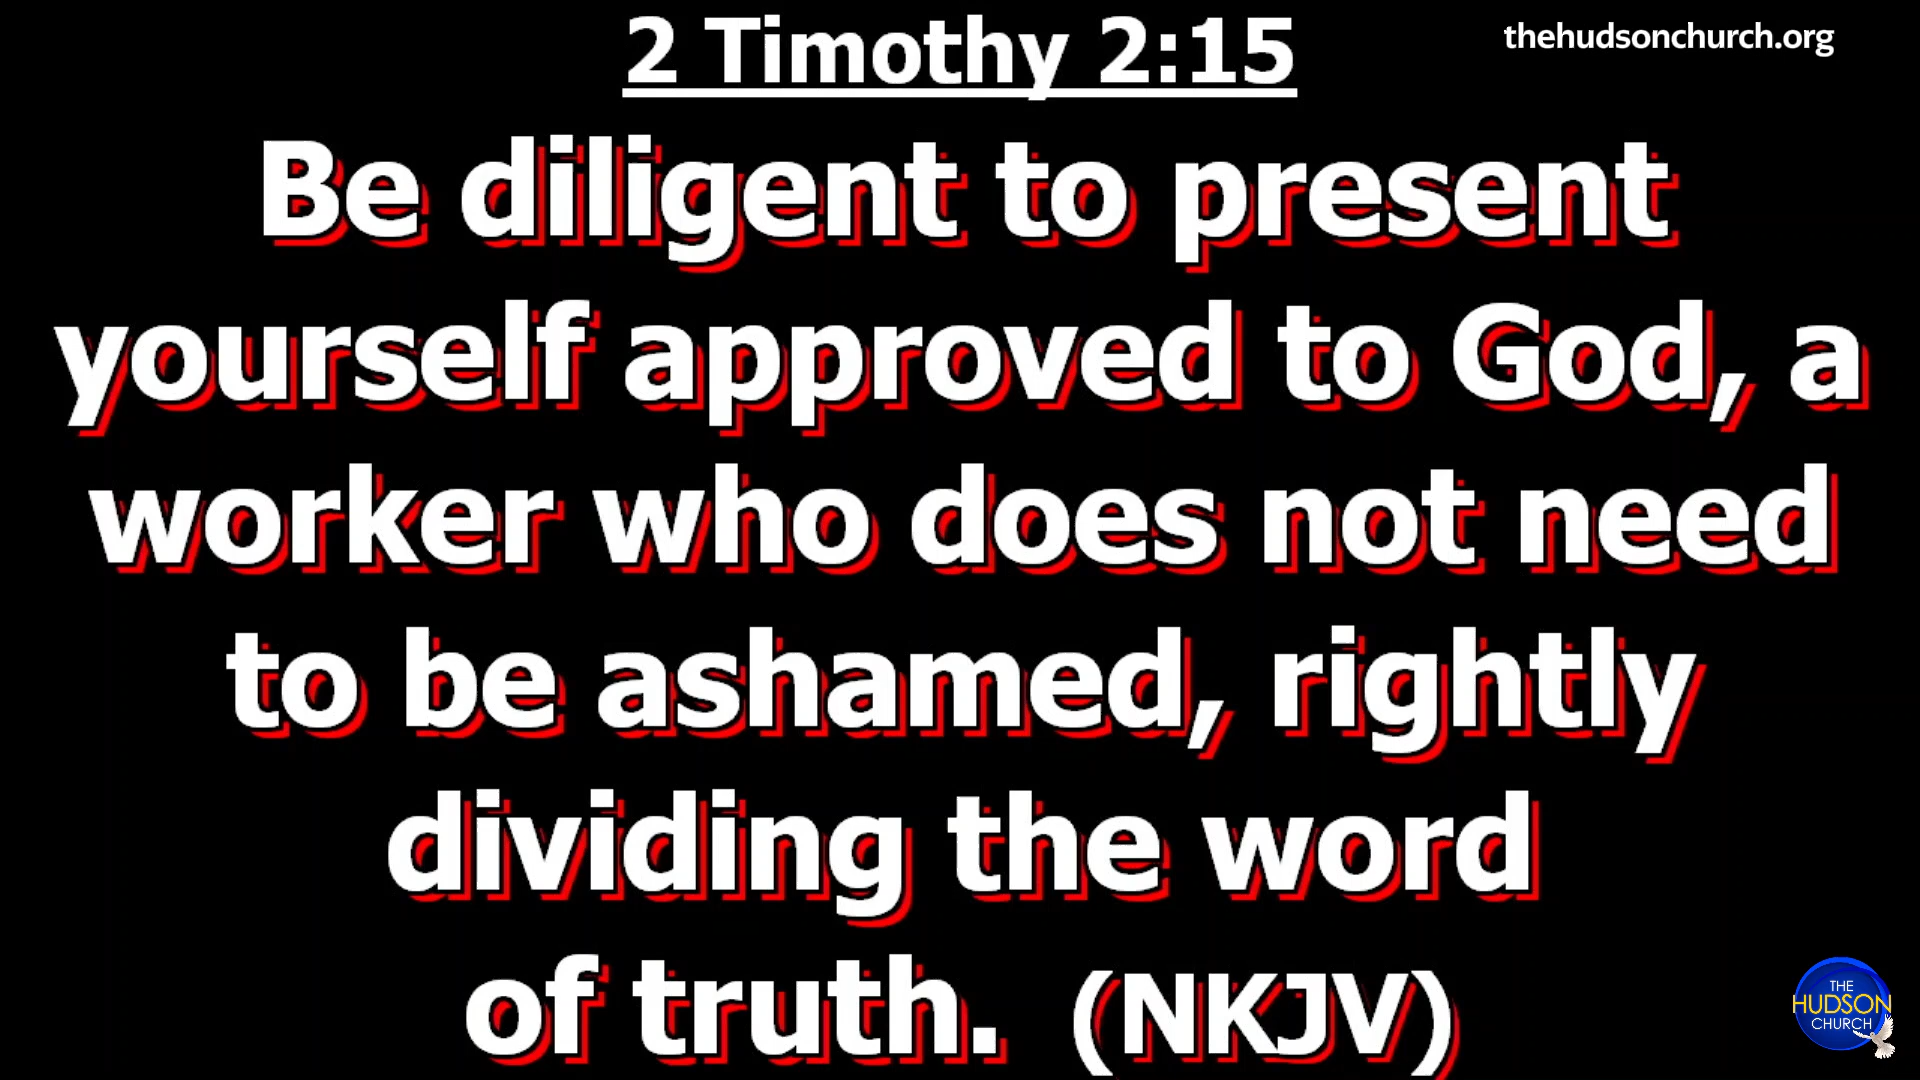 2 Timothy 2:15
thehudsonchurch.org
Be diligent to present
yourself approved to God, a
worker who does not need
to be ashamed, rightly
dividing the word
of truth. (NKJV)
THE
HUDSON
CHURCH